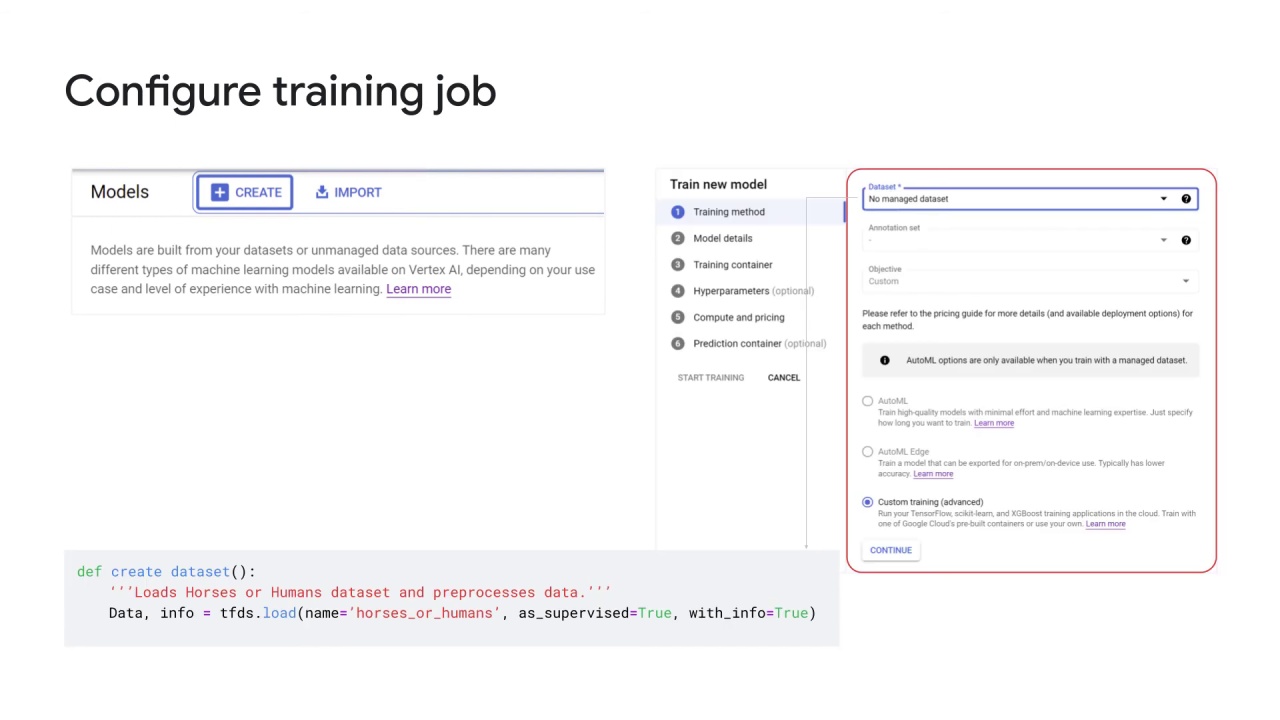 Configure training job
Models
CREATE
IMPORT
Models are built from your datasets or unmanaged data sources. There are many
different types of machine learning models available on Vertex AI, depending on your use
case and level of experience with machine learning. Learn more
Train new model
1 Training method
2 Model details
3 Training container
4 Hyperparameters (optional)
5 Compute and pricing
6 Prediction container (optional)
START TRAINING CANCEL
Dataset *
No managed dataset
Annotation set
-
Objective
Custom
Please refer to the pricing guide for more details (and available deployment options) for
each method.
AutoML options are only available when you train with a managed dataset.
AutoML
Train high-quality models with minimal effort and machine learning expertise. Just specify
how long you want to train. Learn more
AutoML Edge
Train a model that can be exported for on-prem/on-device use. Typically has lower
accuracy. Learn more
Custom training (advanced)
Run your TensorFlow, scikit-learn, and XGBoost training applications in the cloud. Train with
one of Google Cloud's pre-built containers or use your own. Learn more
CONTINUE
def create dataset():
‘’’Loads Horses or Humans dataset and preprocesses data.’’’
Data, info = tfds.load(name=’horses_or_humans’, as_supervised=True, with_info=True)